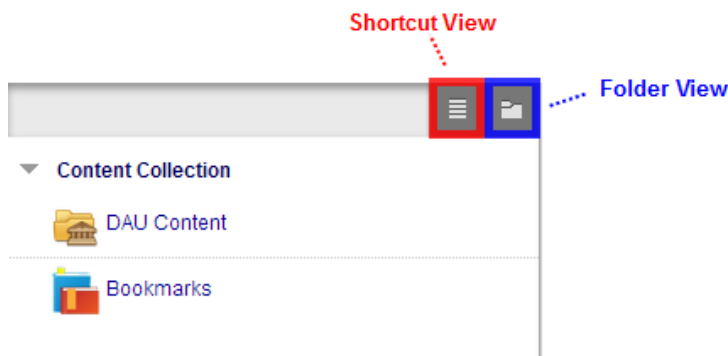 Shortcut View
Folder View
Content Collection
DAU Content
Bookmarks